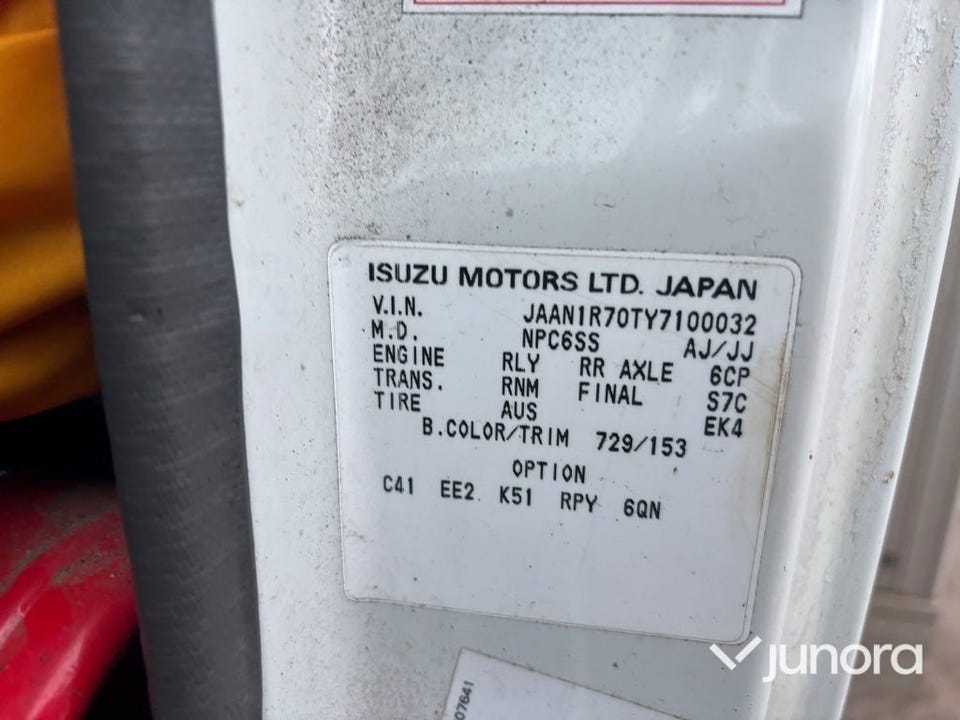 ISUZU MOTORS LTD. JAPAN
V.I.N. JAAN1R70TY7100032
M.D. NPC6SS AJ/JJ
ENGINE RLY RR AXLE 6CP
TRANS. RNM FINAL S7C
TIRE AUS EK4
B.COLOR/TRIM 729/153
OPTION
C41 EE2 K51 RPY 6QN
07641
junora